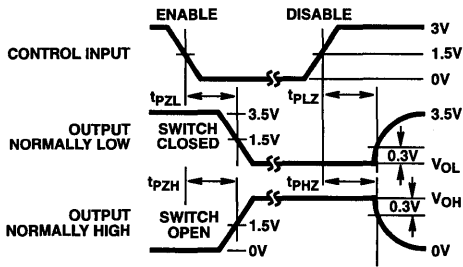 ENABLE DISABLE
3V
CONTROL INPUT 1.5V
0V
tPZL tPLZ
3.5V 3.5V
OUTPUT NORMALLY LOW
SWITCH CLOSED
1.5V
0.3V
VOL
tPZH tPHZ
VOH
OUTPUT NORMALLY HIGH
SWITCH OPEN
0.3V
1.5V
0V 0V